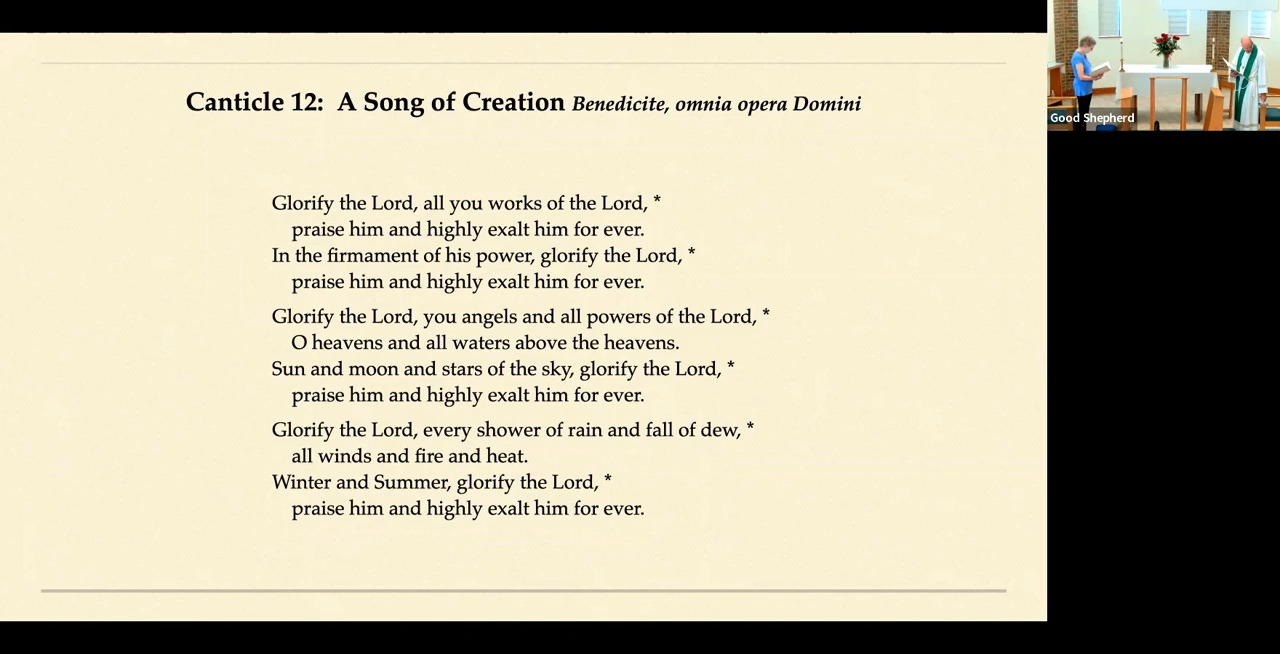 Canticle 12: A Song of Creation Benedicite, omnia opera Domini
Glorify the Lord, all you works of the Lord, *
praise him and highly exalt him for ever.
In the firmament of his power, glorify the Lord, *
praise him and highly exalt him for ever.
Glorify the Lord, you angels and all powers of the Lord, *
O heavens and all waters above the heavens.
Sun and moon and stars of the sky, glorify the Lord, *
praise him and highly exalt him for ever.
Glorify the Lord, every shower of rain and fall of dew, *
all winds and fire and heat.
Winter and Summer, glorify the Lord, *
praise him and highly exalt him for ever.
Good Shepherd